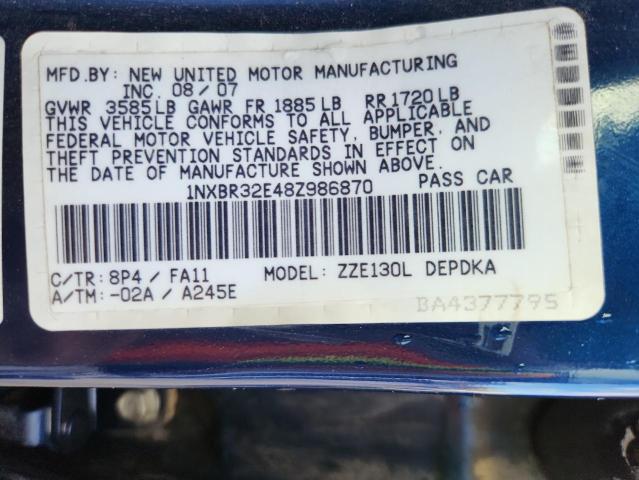 MFD.BY: NEW UNITED MOTOR MANUFACTURING
INC. 08/07
GVWR 3585LB GAWR FR 1885LB RR1720LB
THIS VEHICLE CONFORMS TO ALL APPLICABLE
FEDERAL MOTOR VEHICLE SAFETY, BUMPER, AND
THEFT PREVENTION STANDARDS IN EFFECT ON
THE DATE OF MANUFACTURE SHOWN ABOVE.
1NXBR32E48Z986870 PASS CAR
C/TR: 8P4 / FA11 MODEL: ZZE130L DEPDKA
A/TM: -02A / A245E
BA4377795